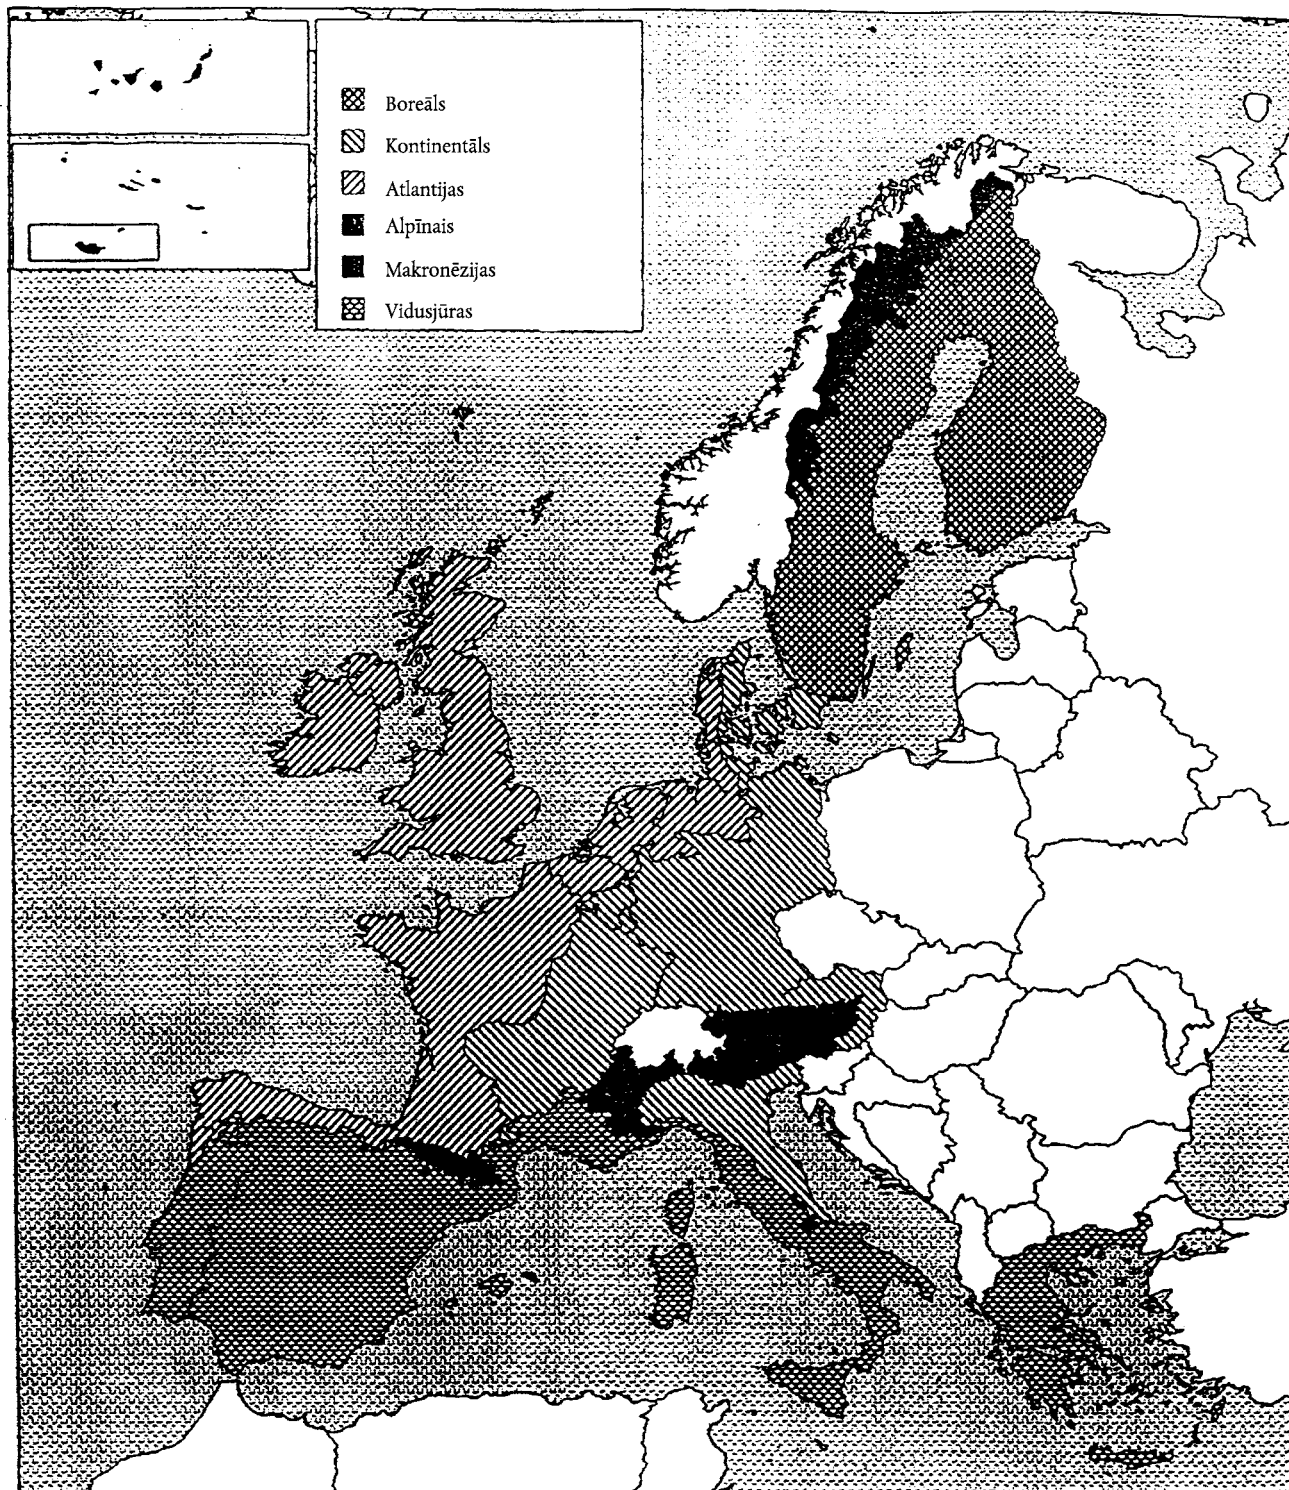 Boreāls
Kontinentāls
Atlantijas
Alpīnais
Makronēzijas
Vidusjūras